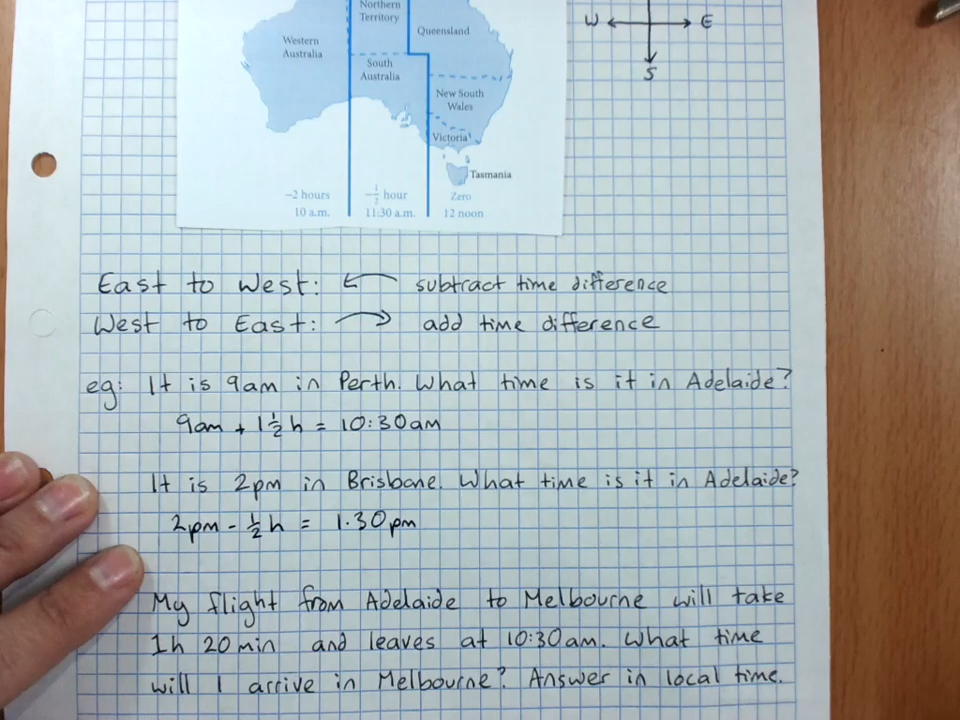 Northern
Territory
Queensland
Western
Australia
South
Australia
New South
Wales
Victoria
Tasmania
W E
S
−2 hours −½ hour Zero
10 a.m. 11:30 a.m. 12 noon
East to West: ← subtract time difference
West to East: → add time difference
eg: It is 9am in Perth. What time is it in Adelaide?
9am + 1½h = 10:30am
It is 2pm in Brisbane. What time is it in Adelaide?
2pm - ½h = 1.30pm
My flight from Adelaide to Melbourne will take
1h 20min and leaves at 10:30am. What time
will I arrive in Melbourne? Answer in local time.